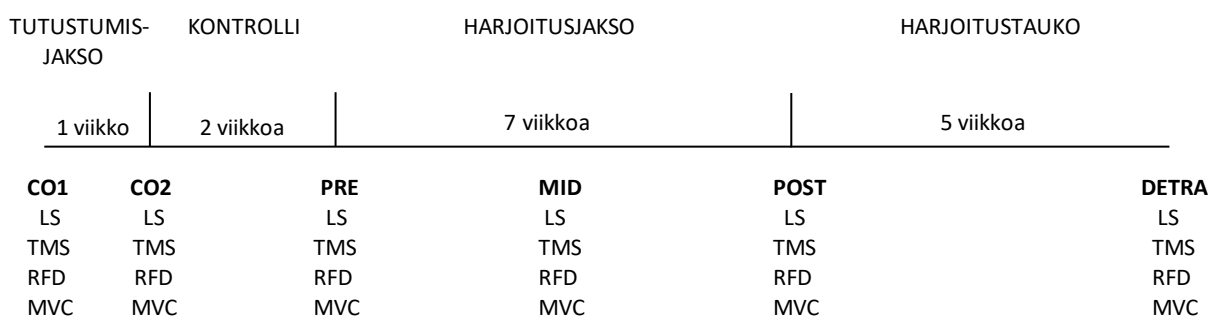 TUTUSTUMIS- KONTROLLI HARJOITUSJAKSO HARJOITUSTAUKO
JAKSO
1 viikko 2 viikkoa 7 viikkoa 5 viikkoa
CO1 CO2 PRE MID POST DETRA
LS LS LS LS LS LS
TMS TMS TMS TMS TMS TMS
RFD RFD RFD RFD RFD RFD
MVC MVC MVC MVC MVC MVC